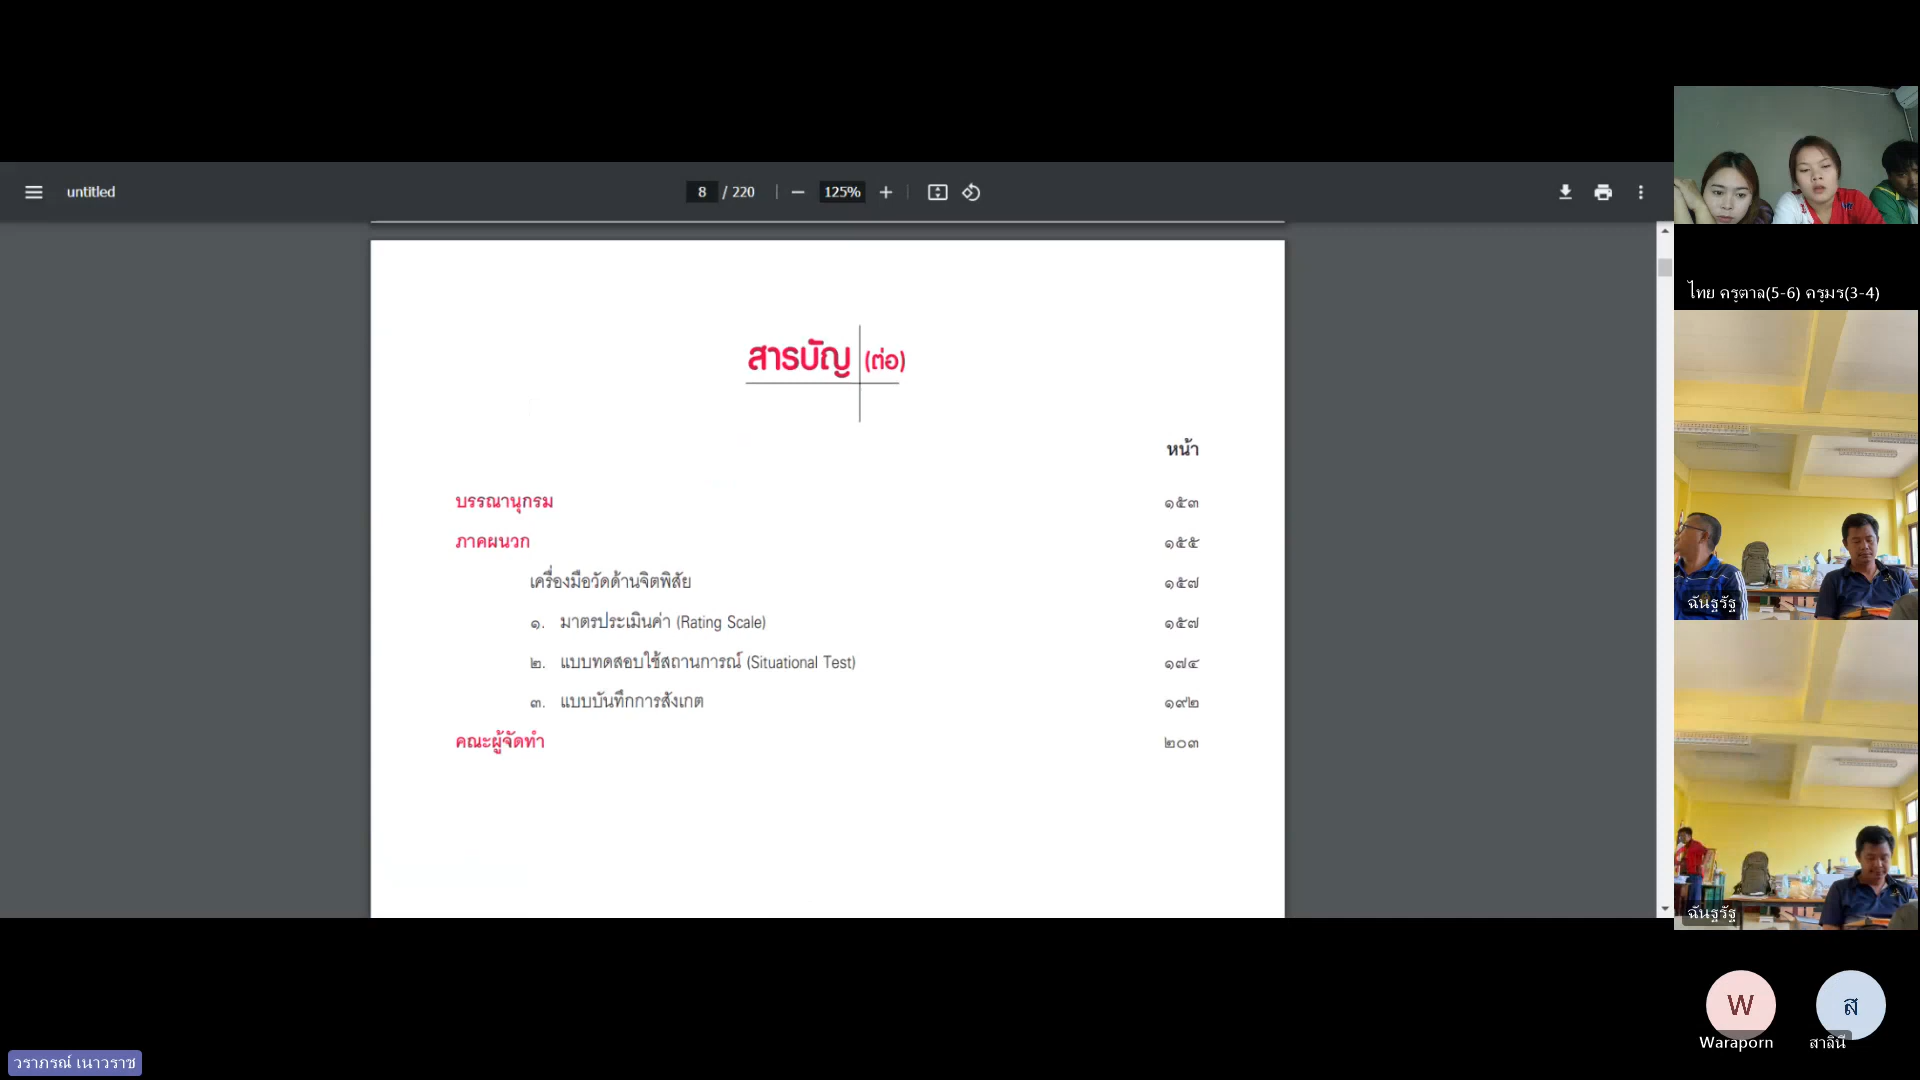 untitled
8 / 220
125%
สารบัญ (ต่อ)
หน้า
บรรณานุกรม ๑๕๓
ภาคผนวก ๑๕๕
เครื่องมือวัดด้านจิตพิสัย ๑๕๗
๑. มาตรประเมินค่า (Rating Scale) ๑๕๗
๒. แบบทดสอบใช้สถานการณ์ (Situational Test) ๑๗๔
๓. แบบบันทึกการสังเกต ๑๙๒
คณะผู้จัดทำ ๒๐๓
ไทย ครูตาล(5-6) ครูมร(3-4)
ฉันฐรัฐ
ฉันฐรัฐ
W
Waraporn
ส
สาลินี
วราภรณ์ เนาวราช